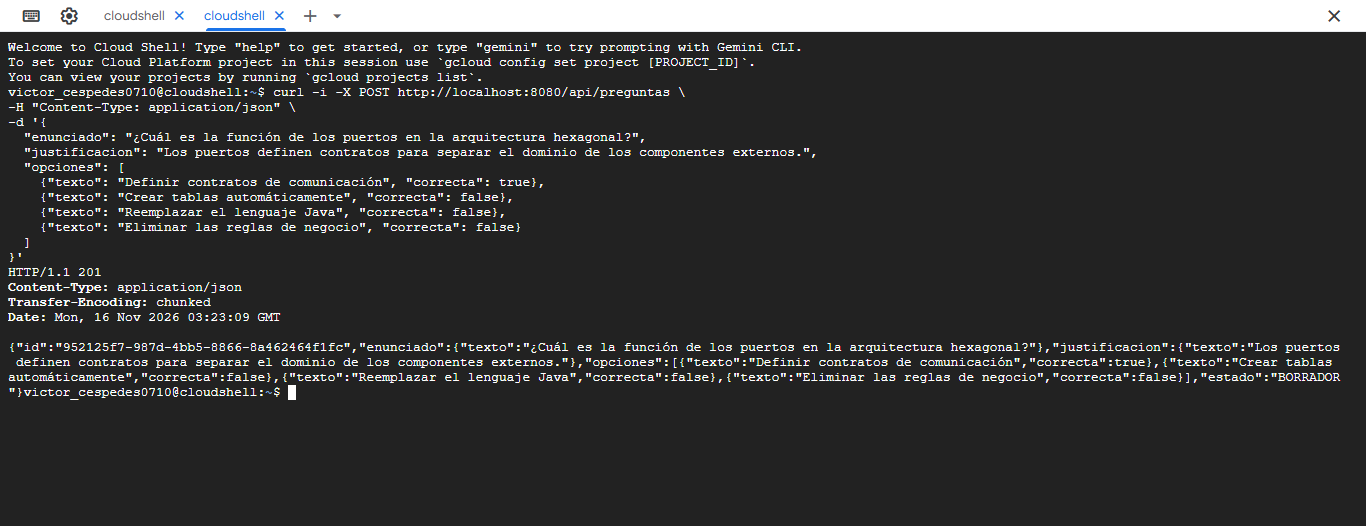 cloudshell
cloudshell
Welcome to Cloud Shell! Type "help" to get started, or type "gemini" to try prompting with Gemini CLI.
To set your Cloud Platform project in this session use `gcloud config set project [PROJECT_ID]`.
You can view your projects by running `gcloud projects list`.
victor_cespedes0710@cloudshell:~$ curl -i -X POST http://localhost:8080/api/preguntas \
-H "Content-Type: application/json" \
-d '{
  "enunciado": "¿Cuál es la función de los puertos en la arquitectura hexagonal?",
  "justificacion": "Los puertos definen contratos para separar el dominio de los componentes externos.",
  "opciones": [
    {"texto": "Definir contratos de comunicación", "correcta": true},
    {"texto": "Crear tablas automáticamente", "correcta": false},
    {"texto": "Reemplazar el lenguaje Java", "correcta": false},
    {"texto": "Eliminar las reglas de negocio", "correcta": false}
  ]
}'
HTTP/1.1 201
Content-Type: application/json
Transfer-Encoding: chunked
Date: Mon, 16 Nov 2026 03:23:09 GMT
{"id":"952125f7-987d-4bb5-8866-8a462464f1fc","enunciado":{"texto":"¿Cuál es la función de los puertos en la arquitectura hexagonal?"},"justificacion":{"texto":"Los puertos
 definen contratos para separar el dominio de los componentes externos."},"opciones":[{"texto":"Definir contratos de comunicación","correcta":true},{"texto":"Crear tablas
automáticamente","correcta":false},{"texto":"Reemplazar el lenguaje Java","correcta":false},{"texto":"Eliminar las reglas de negocio","correcta":false}],"estado":"BORRADOR
"}victor_cespedes0710@cloudshell:~$